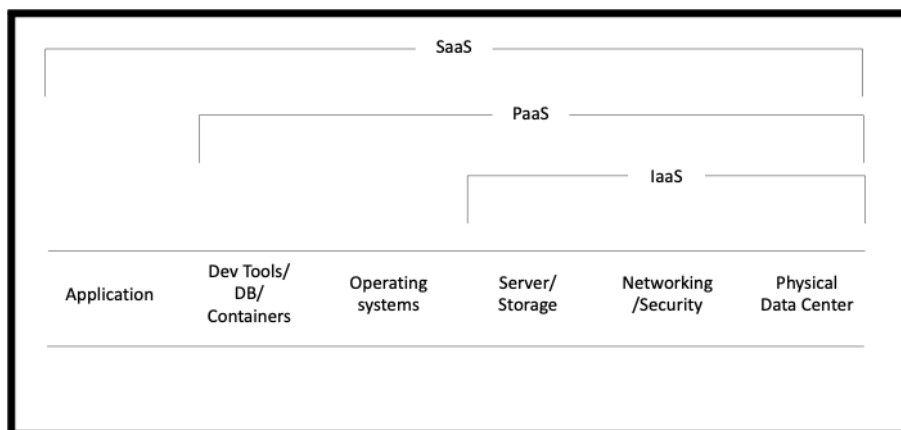 SaaS
PaaS
IaaS
Application
Dev Tools/
DB/
Containers
Operating
systems
Server/
Storage
Networking
/Security
Physical
Data Center